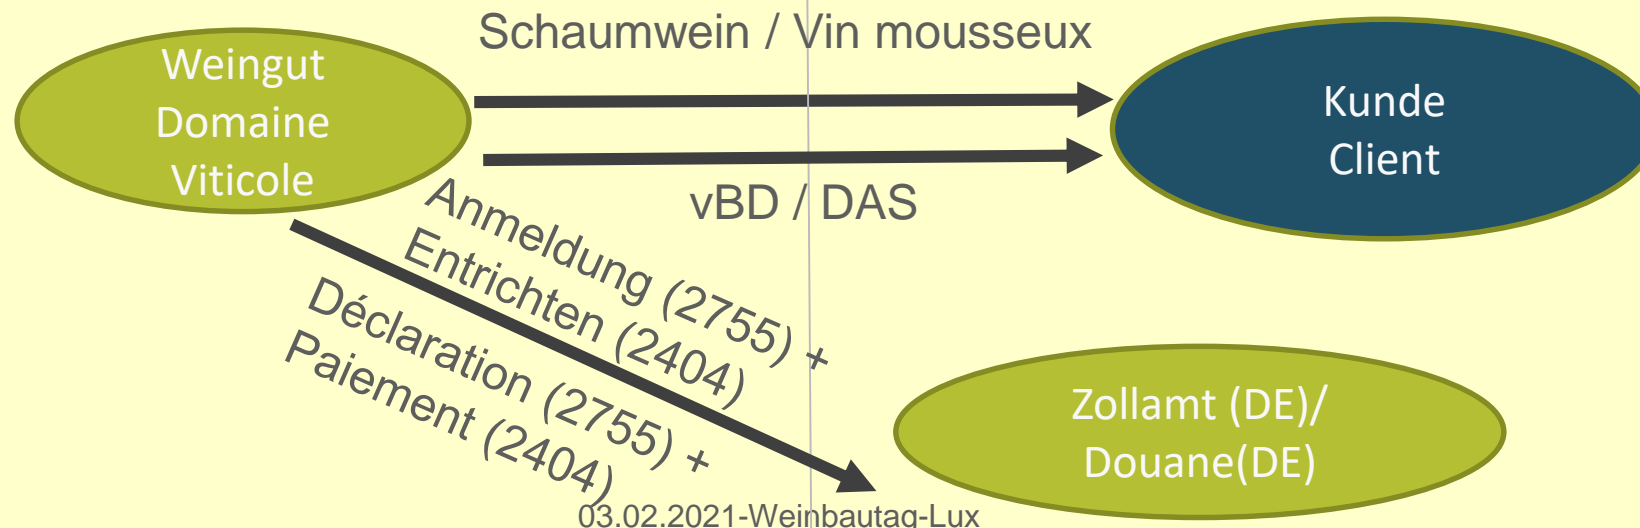 Schaumwein / Vin mousseux
Weingut
Domaine
Viticole
Kunde
Client
vBD / DAS
Anmeldung (2755) +
Entrichten (2404)
Déclaration (2755) +
Paiement (2404)
Zollamt (DE)/
Douane(DE)
03.02.2021-Weinbautag-Lux